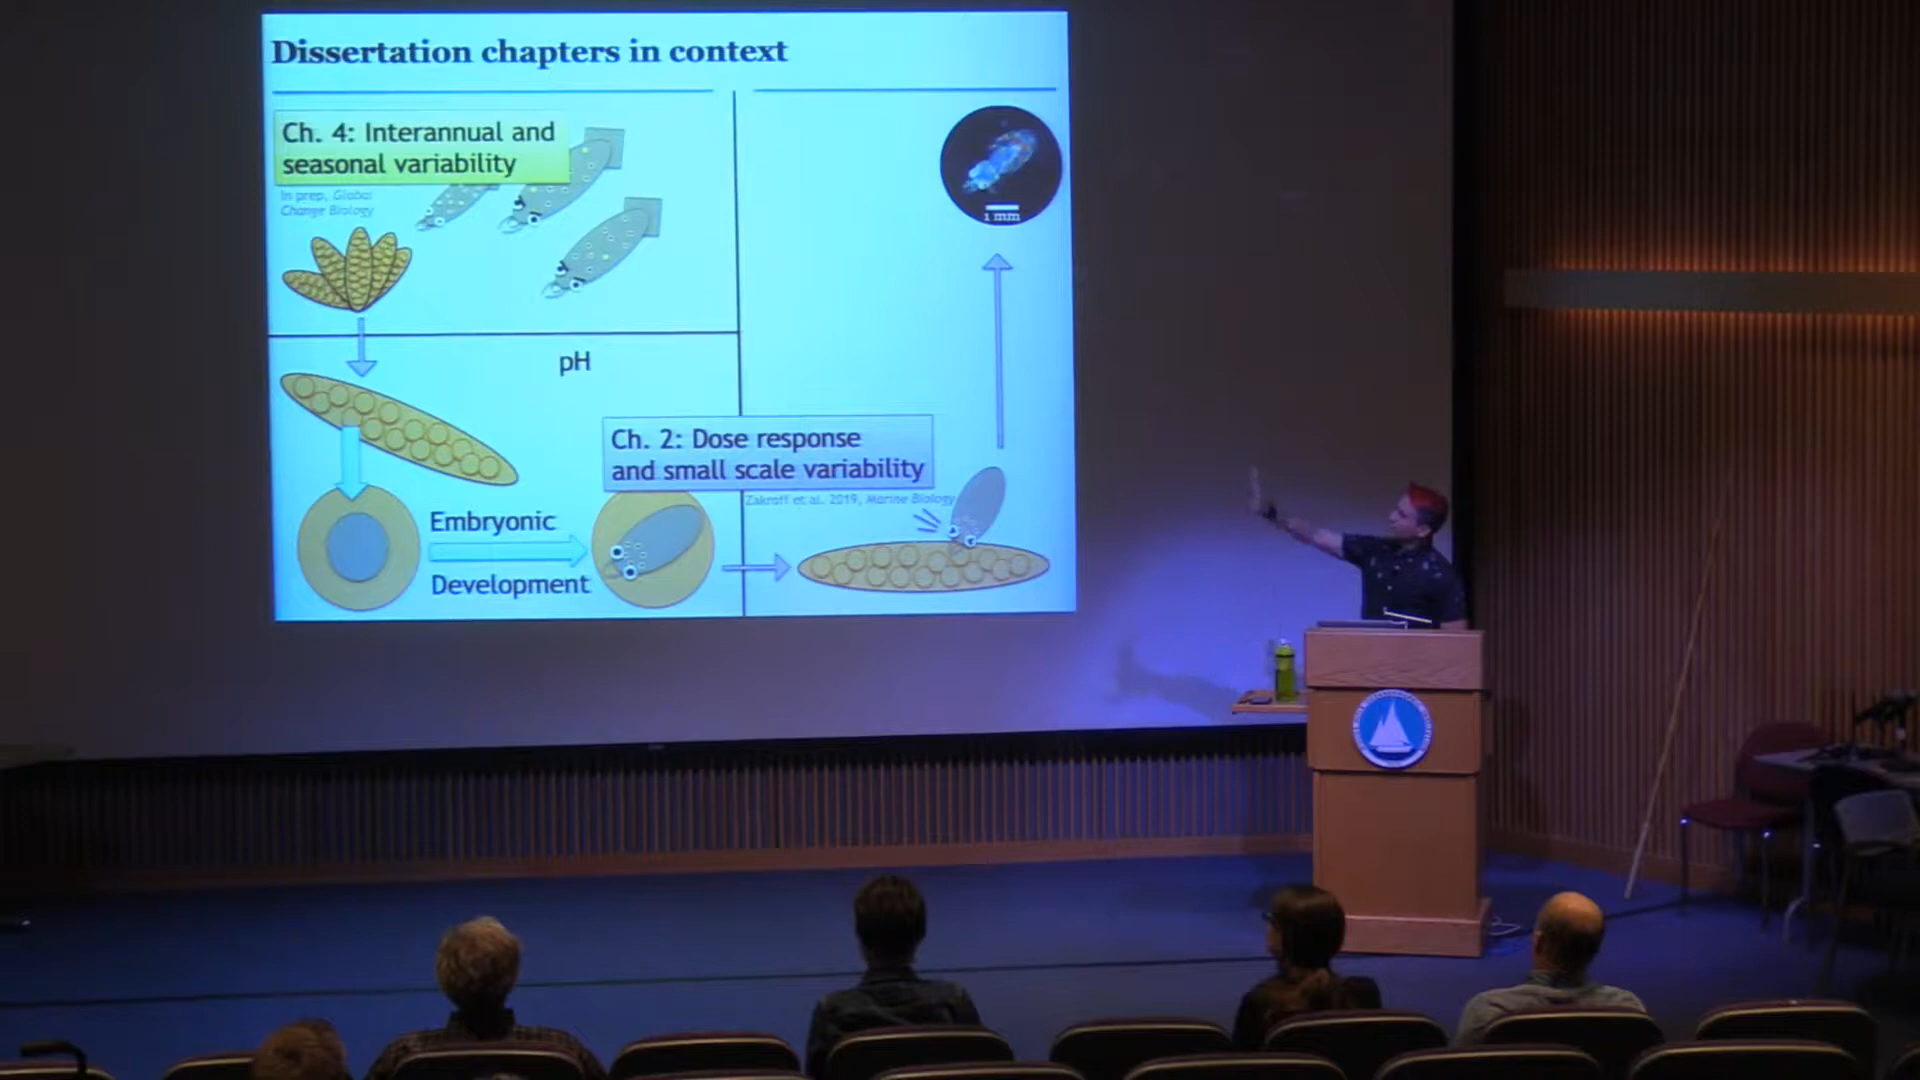 Dissertation chapters in context
Ch. 4: Interannual and
seasonal variability
In prep, Global
Change Biology
1 mm
pH
Ch. 2: Dose response
and small scale variability
Zakroff et al. 2019, Marine Biology
Embryonic
Development